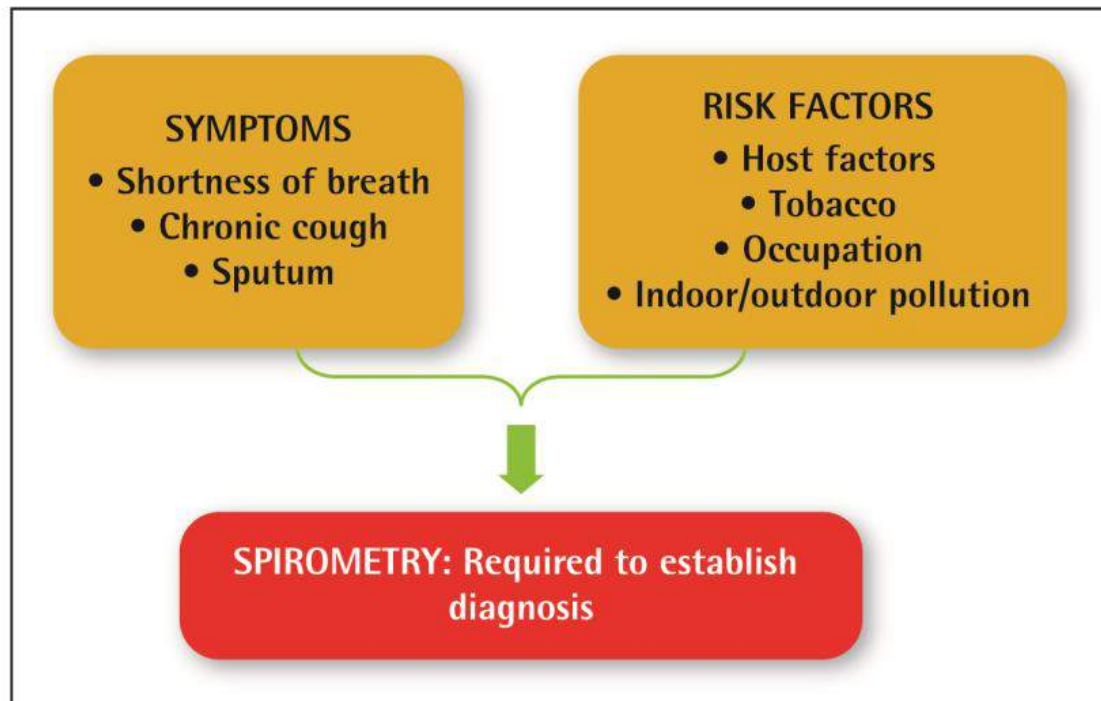 SYMPTOMS
• Shortness of breath
• Chronic cough
• Sputum
RISK FACTORS
• Host factors
• Tobacco
• Occupation
• Indoor/outdoor pollution
SPIROMETRY: Required to establish
diagnosis